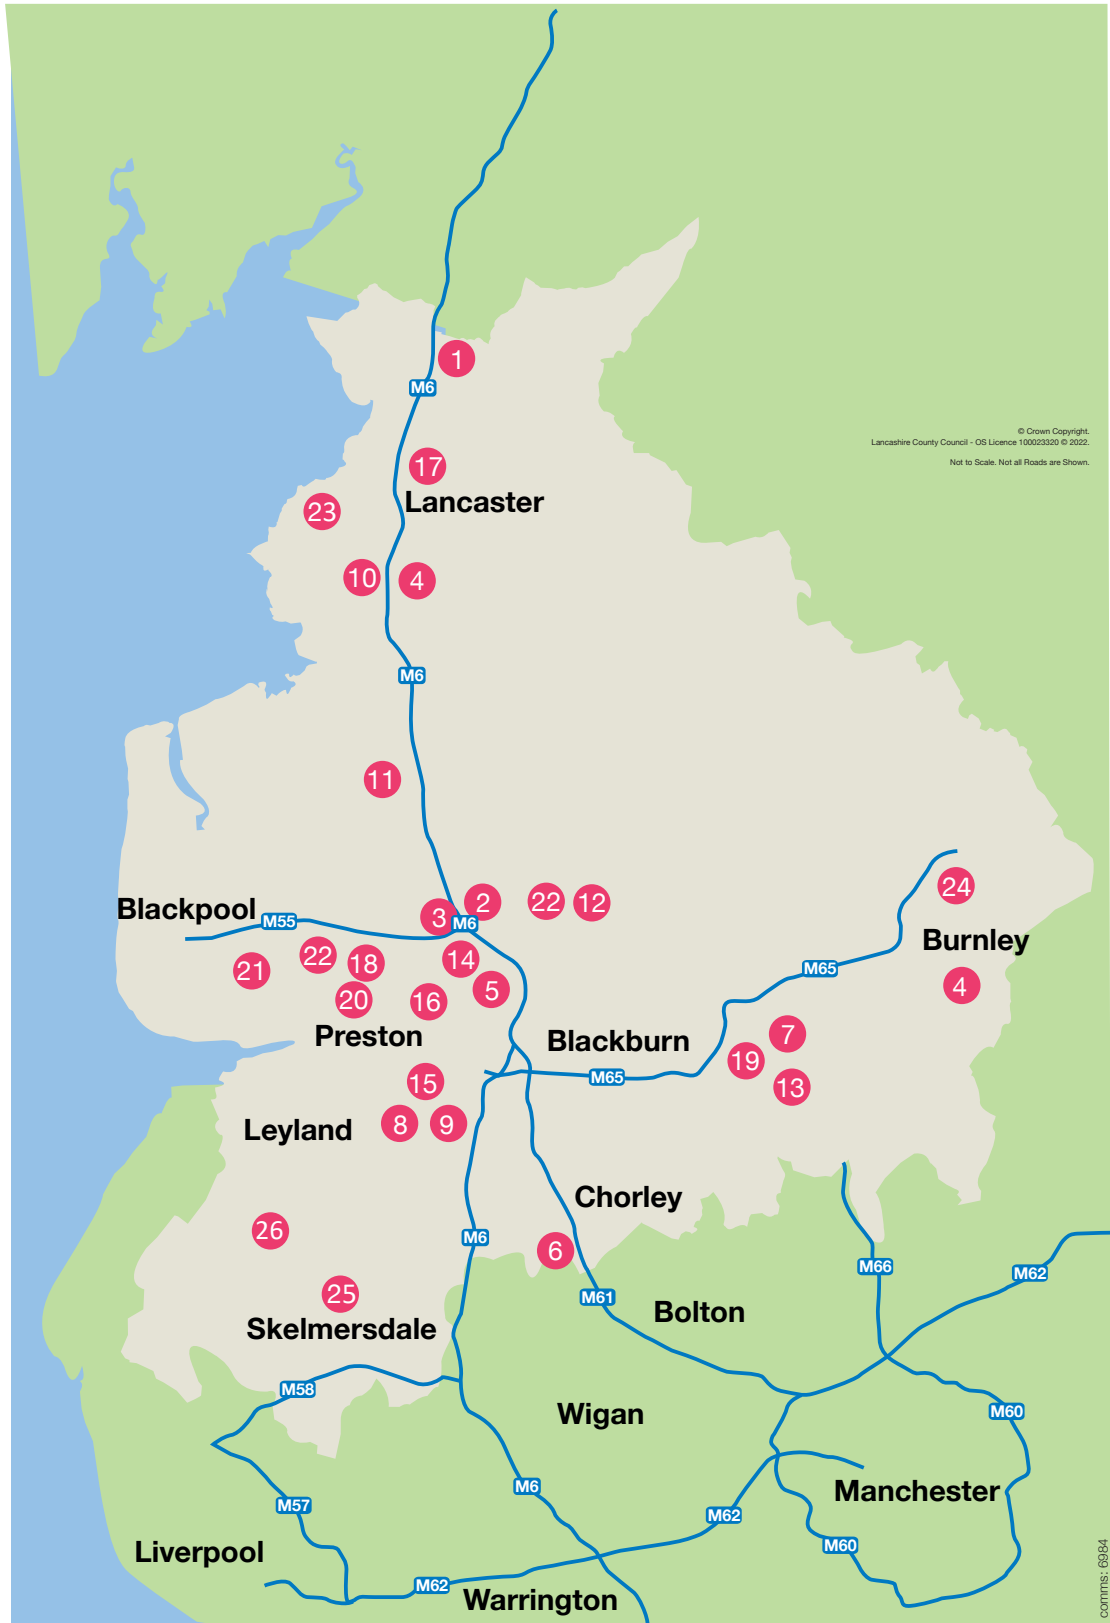 1
M6
© Crown Copyright.
Lancashire County Council - OS Licence 100023320 © 2022.
Not to Scale. Not all Roads are Shown.
17
Lancaster
23
10
4
M6
11
24
2
22
12
Blackpool
3
M55
M6
Burnley
22
18
14
21
M65
5
4
20
16
Preston
7
Blackburn
19
15
M65
13
8
9
Leyland
Chorley
26
M6
6
M66
M62
25
M61
Bolton
Skelmersdale
M58
Wigan
M60
M6
Manchester
M57
M62
M60
Liverpool
M62
Warrington
comms: 6984